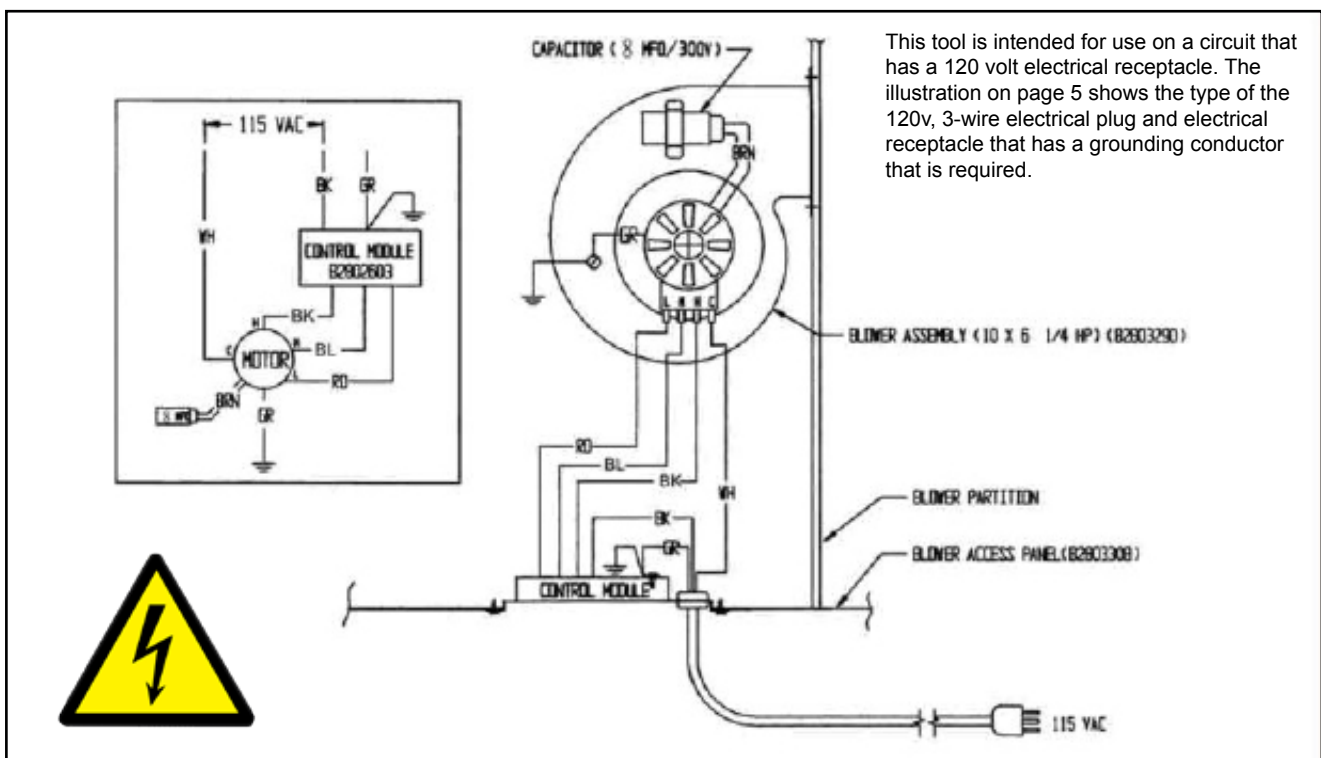 CAPACITOR ( 8 MFD/300V )
This tool is intended for use on a circuit that
has a 120 volt electrical receptacle. The
illustration on page 5 shows the type of the
120v, 3-wire electrical plug and electrical
receptacle that has a grounding conductor
that is required.
115 VAC
BK
GR
WH
CONTROL MODULE
B2802603
H
BK
C
M
BL
MOTOR
L
RD
BRN
8 MFD
GR
BRN
GR
L M H C
BLOWER ASSEMBLY (10 X 6 1/4 HP) (B2803290)
RD
BL
BK
WH
BK
GR
CONTROL MODULE
BLOWER PARTITION
BLOWER ACCESS PANEL(B2803308)
115 VAC